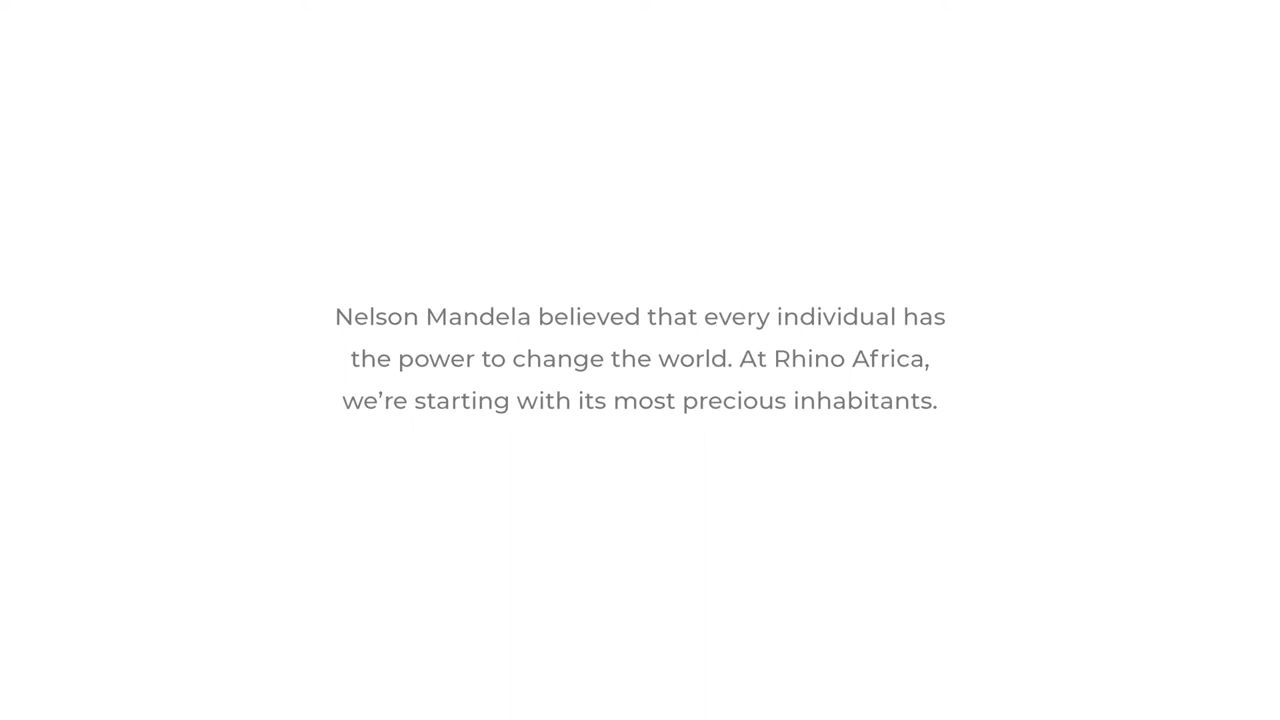 Nelson Mandela believed that every individual has
the power to change the world. At Rhino Africa,
we’re starting with its most precious inhabitants.